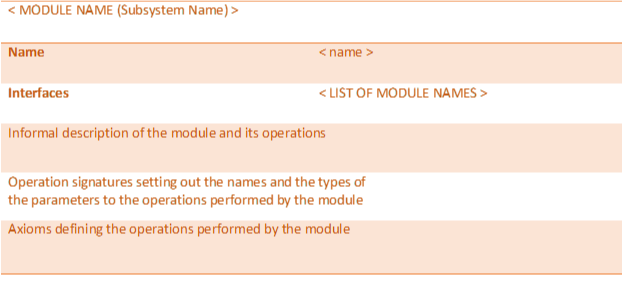 < MODULE NAME (Subsystem Name) >
Name < name >
Interfaces < LIST OF MODULE NAMES >
Informal description of the module and its operations
Operation signatures setting out the names and the types of
the parameters to the operations performed by the module
Axioms defining the operations performed by the module